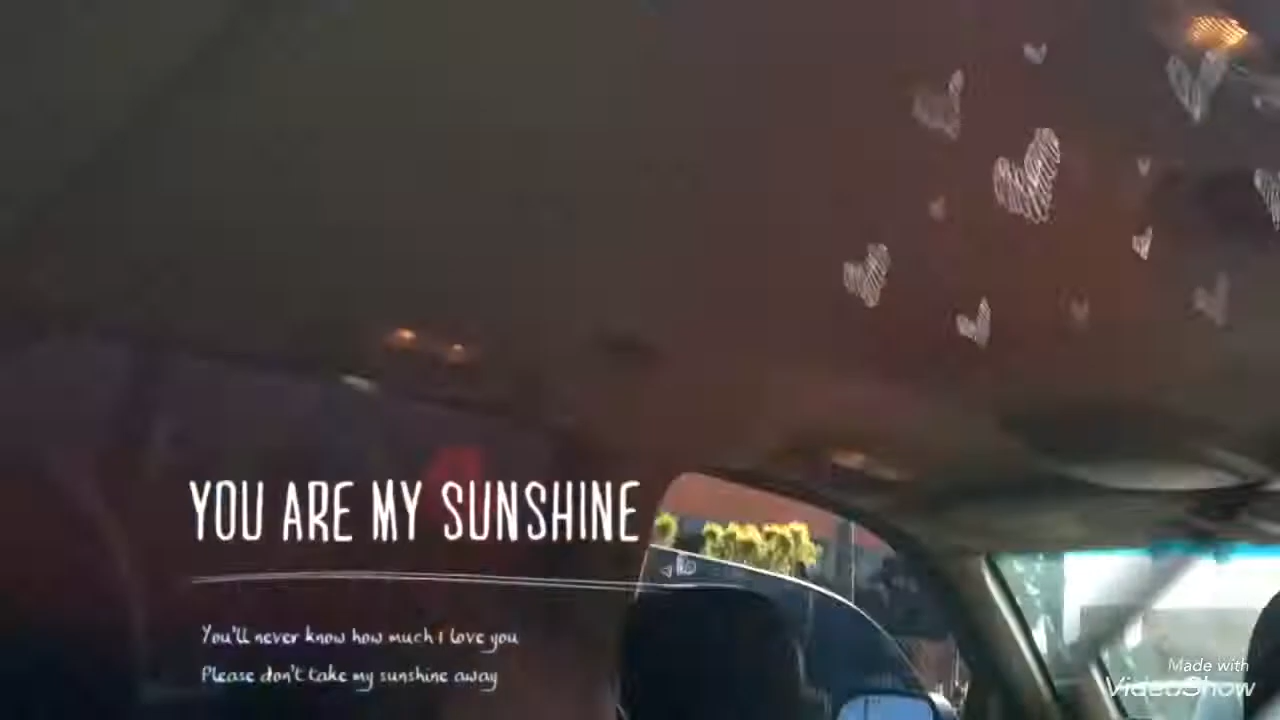 YOU ARE MY SUNSHINE
You'll never know how much i love you
Please don't take my sunshine away
Made with
VideoShow